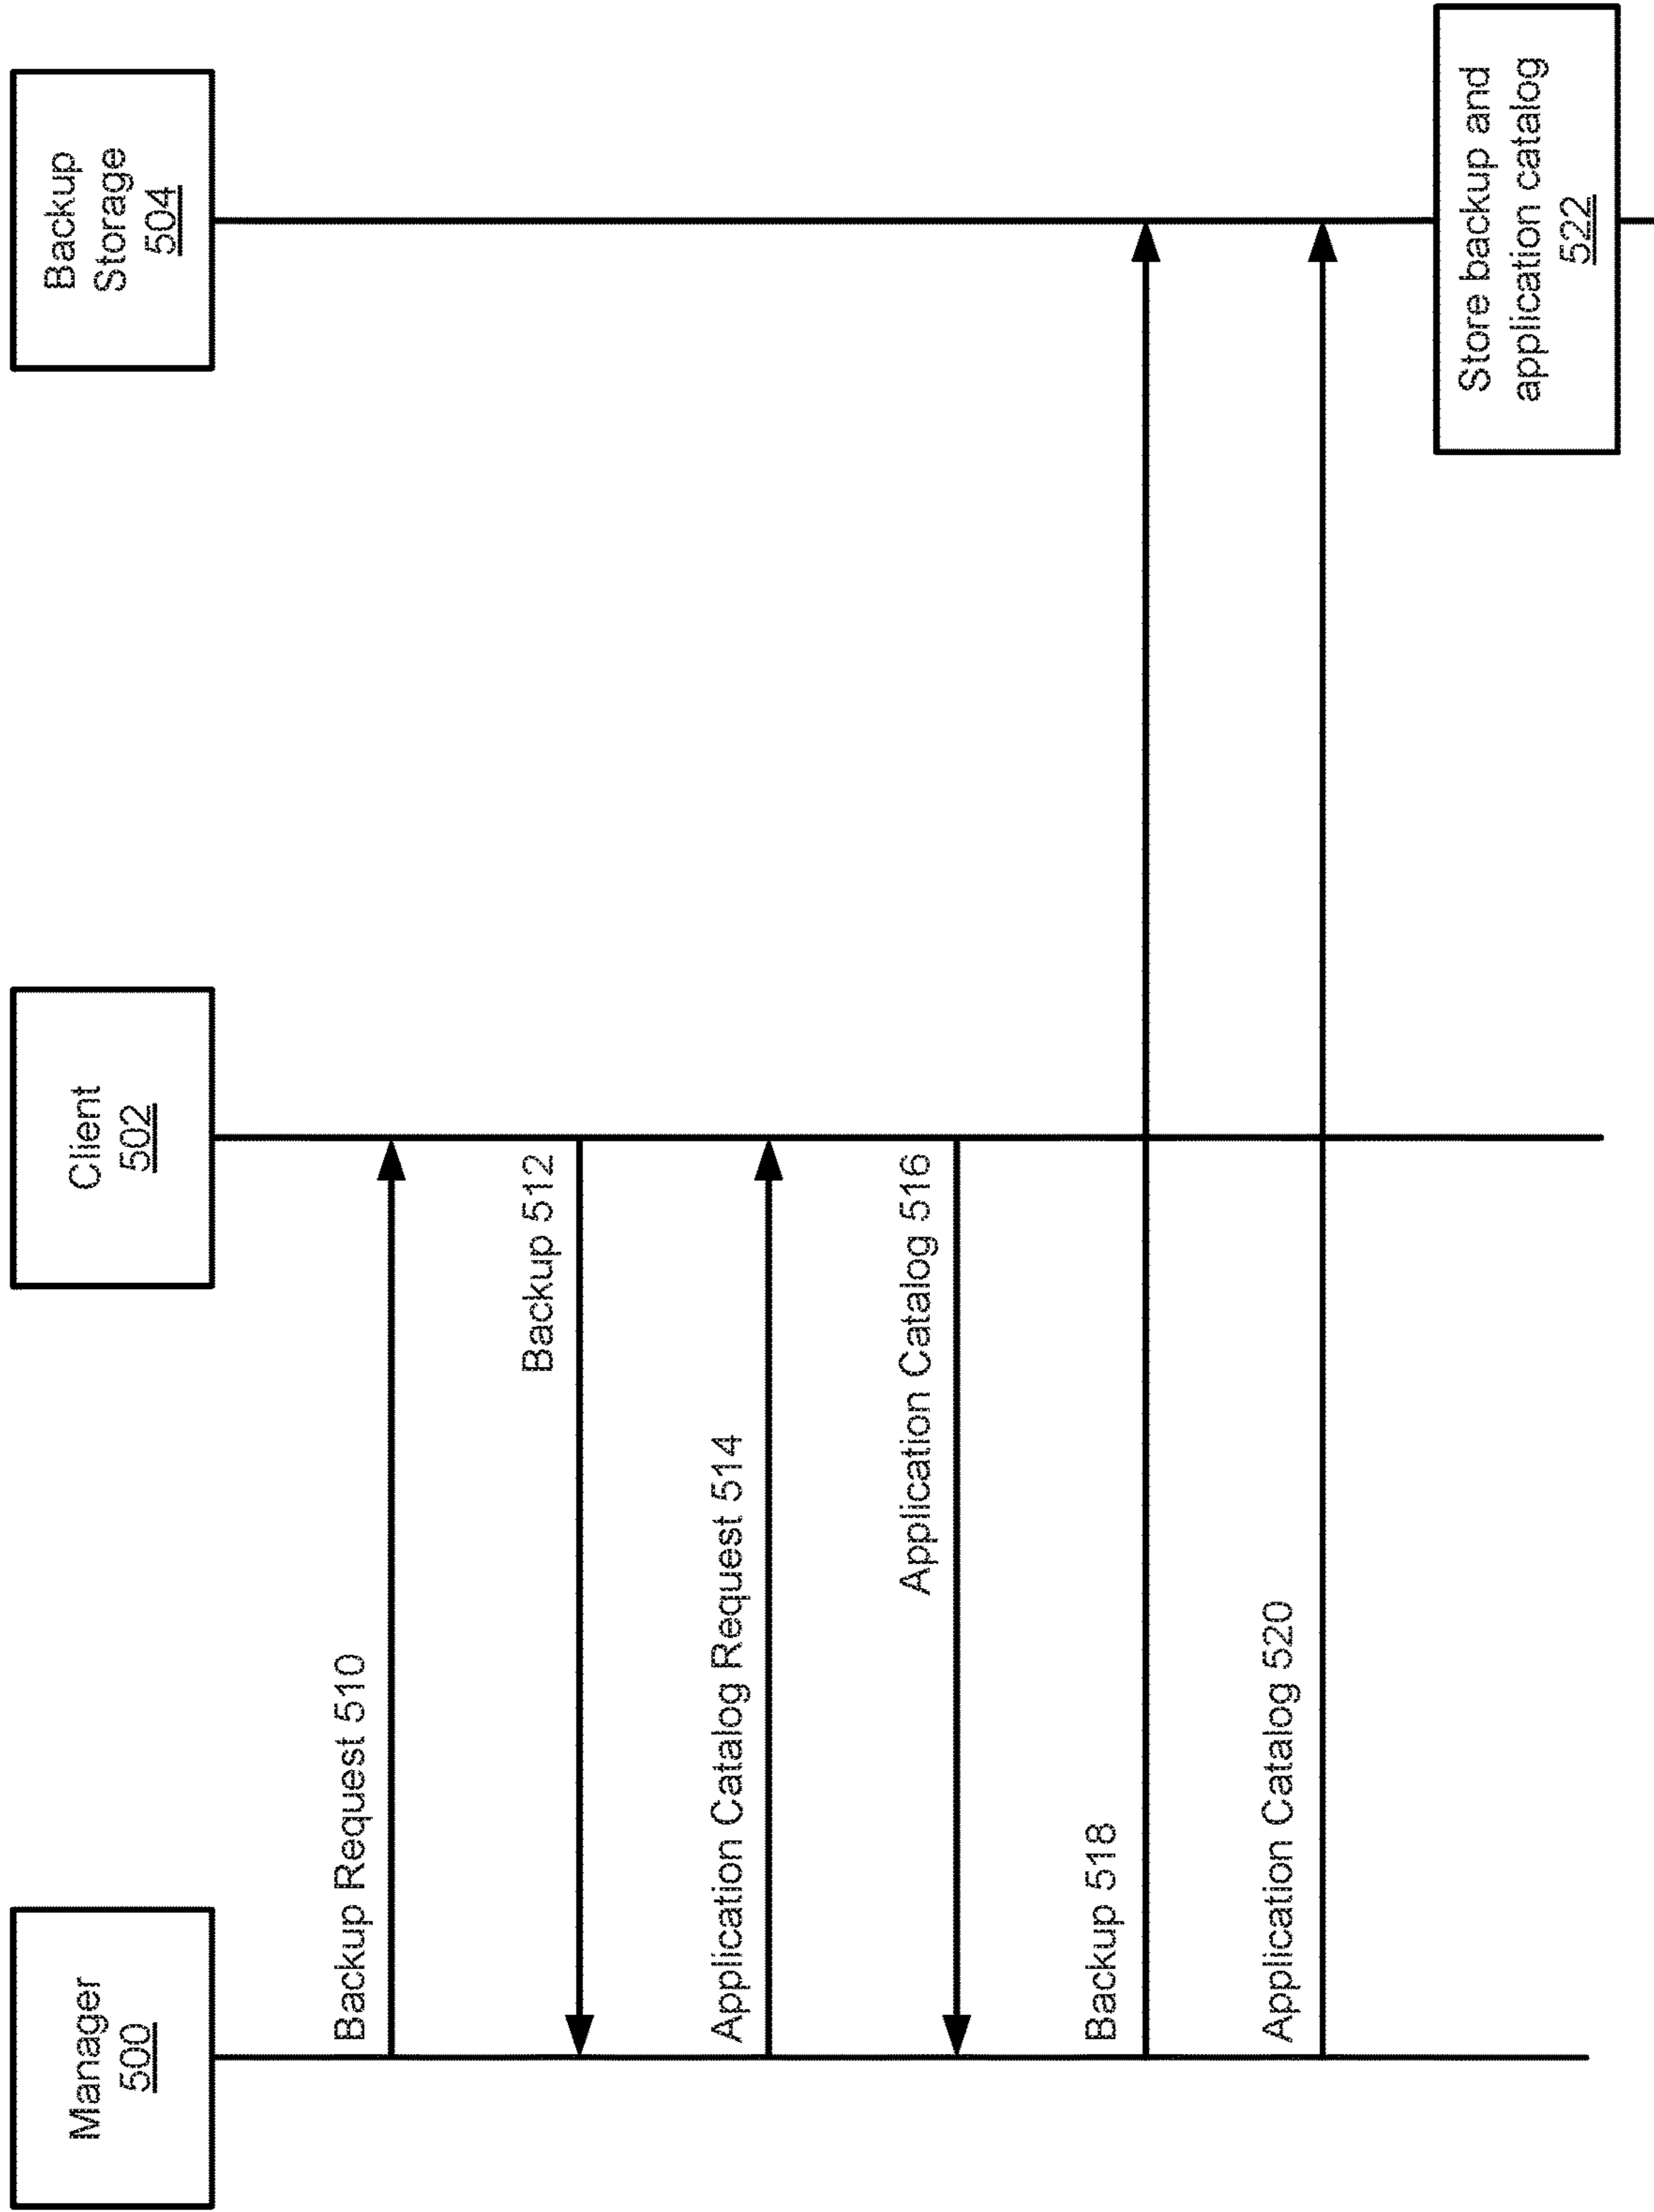 Manager
500
Client
502
Backup
Storage
504
Backup Request 510
Backup 512
Application Catalog Request 514
Application Catalog 516
Backup 518
Application Catalog 520
Store backup and
application catalog
522